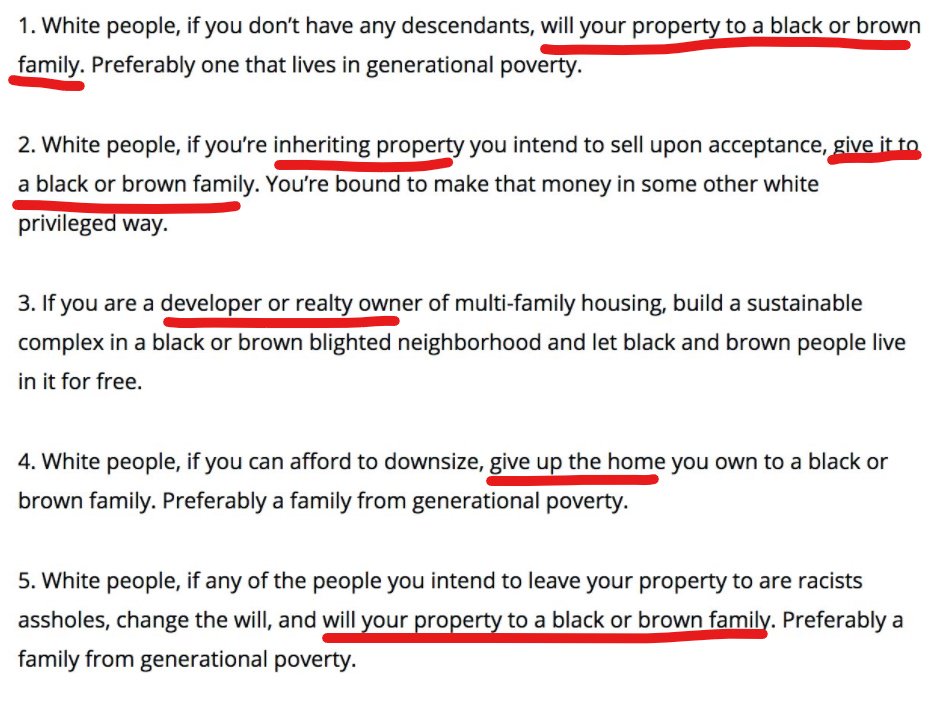 1. White people, if you don’t have any descendants, will your property to a black or brown
family. Preferably one that lives in generational poverty.
2. White people, if you’re inheriting property you intend to sell upon acceptance, give it to
a black or brown family. You’re bound to make that money in some other white
privileged way.
3. If you are a developer or realty owner of multi-family housing, build a sustainable
complex in a black or brown blighted neighborhood and let black and brown people live
in it for free.
4. White people, if you can afford to downsize, give up the home you own to a black or
brown family. Preferably a family from generational poverty.
5. White people, if any of the people you intend to leave your property to are racists
assholes, change the will, and will your property to a black or brown family. Preferably a
family from generational poverty.